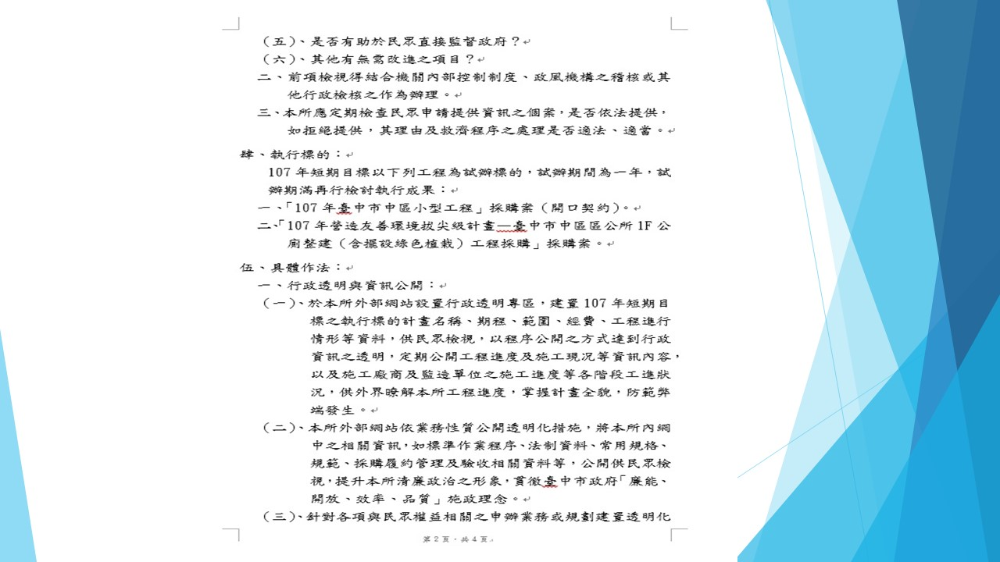 （五）、是否有助於民眾直接監督政府？
（六）、其他有無需改進之項目？
二、前項檢視得結合機關內部控制制度、政風機構之稽核或其
他行政檢核之作為辦理。
三、本所應定期檢查民眾申請提供資訊之個案，是否依法提供，
如拒絕提供，其理由及救濟程序之處理是否適法、適當。
肆、執行標的：
107 年短期目標以下列工程為試辦標的，試辦期間為一年，試
辦期滿再行檢討執行成果：
一、「107 年臺中市中區小型工程」採購案（開口契約）。
二、「107 年營造友善環境拔尖級計畫—臺中市中區區公所 1F 公
廁整建（含擺設綠色植栽）工程採購」採購案。
伍、具體作法：
一、行政透明與資訊公開：
（一）、於本所外部網站設置行政透明專區，建置 107 年短期目
標之執行標的計畫名稱、期程、範圍、經費、工程進行
情形等資料，供民眾檢視，以程序公開之方式達到行政
資訊之透明，定期公開工程進度及施工現況等資訊內容，
以及施工廠商及監造單位之施工進度等各階段工進狀
況，供外界瞭解本所工程進度，掌握計畫全貌，防範弊
端發生。
（二）、本所外部網站依業務性質公開透明化措施，將本所內網
中之相關資訊，如標準作業程序、法制資料、常用規格、
規範、採購履約管理及驗收相關資料等，公開供民眾檢
視，提升本所清廉政治之形象，貫徹臺中市政府「廉能、
開放、效率、品質」施政理念。
（三）、針對各項與民眾權益相關之申辦業務或規劃建置透明化
第 2 頁，共 4 頁